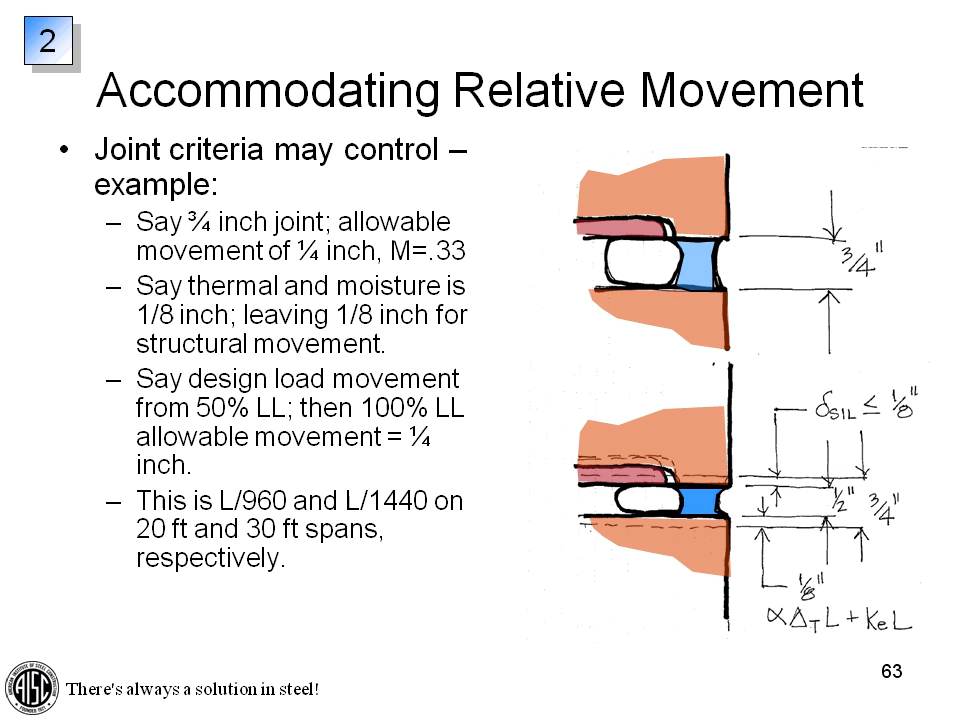 2
Accommodating Relative Movement
• Joint criteria may control –
example:
– Say ¾ inch joint; allowable
movement of ¼ inch, M=.33
– Say thermal and moisture is
1/8 inch; leaving 1/8 inch for
structural movement.
– Say design load movement
from 50% LL; then 100% LL
allowable movement = ¼
inch.
– This is L/960 and L/1440 on
20 ft and 30 ft spans,
respectively.
3/4"
δSIL ≤ 1/8"
1/2" 3/4"
1/8"
αΔTL + KeL
AISC
There's always a solution in steel!
63